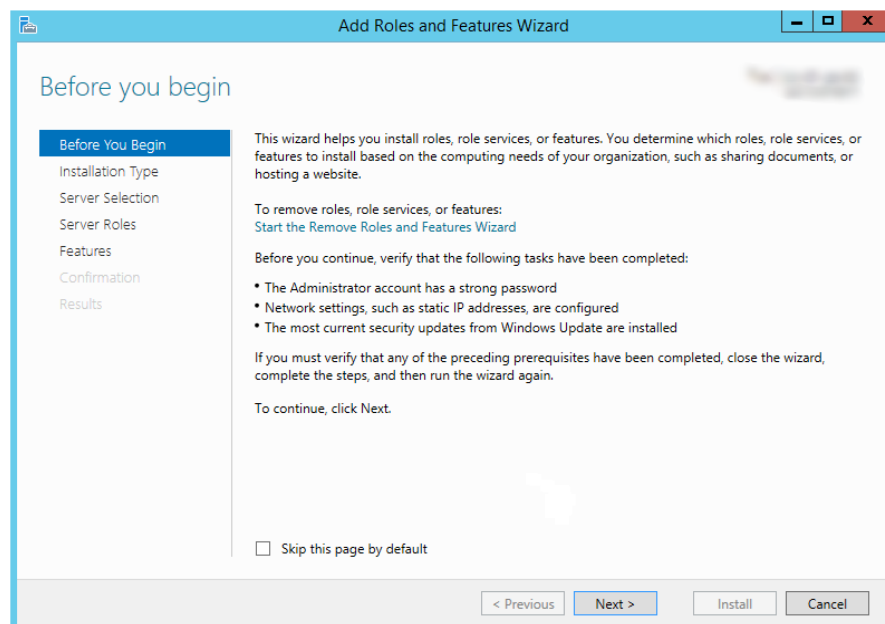 Add Roles and Features Wizard
Before you begin
Before You Begin
Installation Type
Server Selection
Server Roles
Features
Confirmation
Results
This wizard helps you install roles, role services, or features. You determine which roles, role services, or
features to install based on the computing needs of your organization, such as sharing documents, or
hosting a website.
To remove roles, role services, or features:
Start the Remove Roles and Features Wizard
Before you continue, verify that the following tasks have been completed:
• The Administrator account has a strong password
• Network settings, such as static IP addresses, are configured
• The most current security updates from Windows Update are installed
If you must verify that any of the preceding prerequisites have been completed, close the wizard,
complete the steps, and then run the wizard again.
To continue, click Next.
Skip this page by default
< Previous Next > Install Cancel